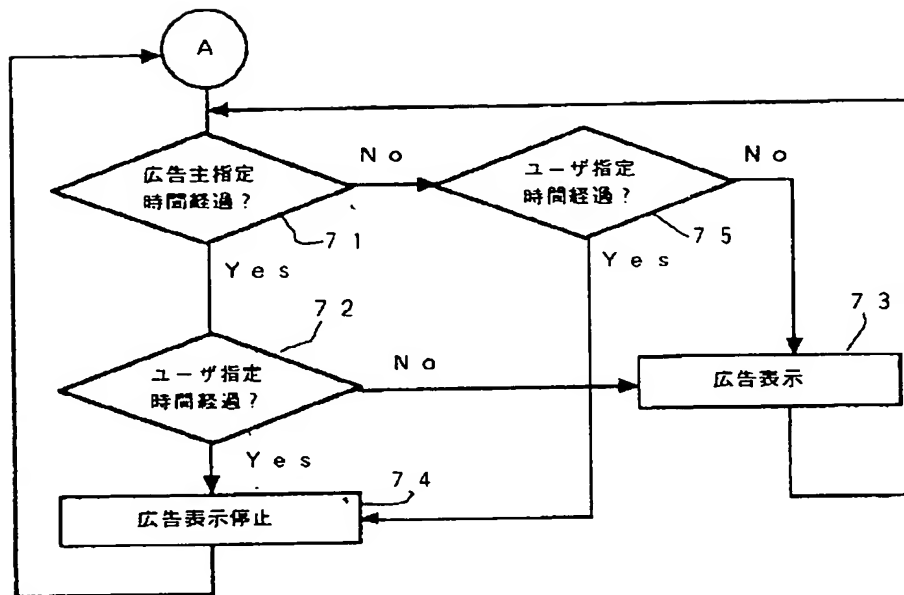 A
広告主指定
時間経過?
No
71
Yes
ユーザ指定
時間経過?
No
75
Yes
72
ユーザ指定
時間経過?
No
Yes
73
広告表示
74
広告表示停止